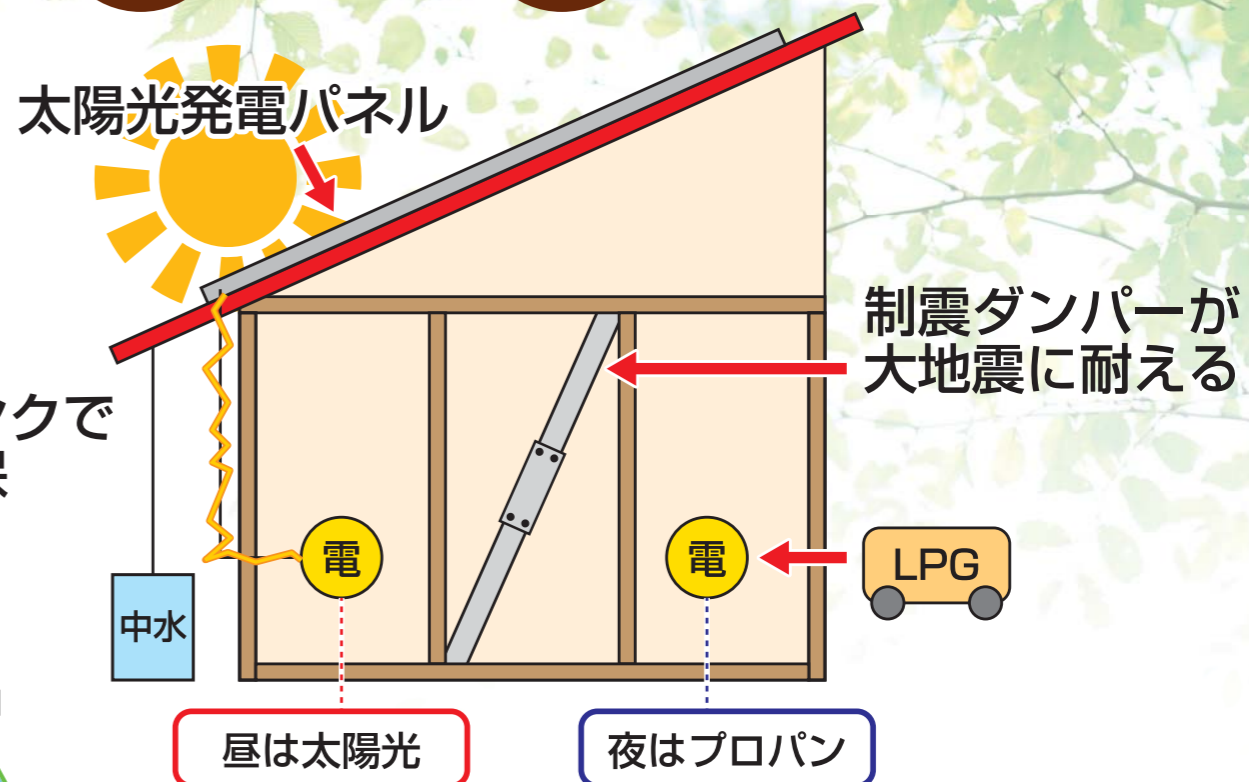 太陽光発電パネル
制震ダンパーが
大地震に耐える
クで
電
電
LPG
中水
昼は太陽光
夜はプロパン